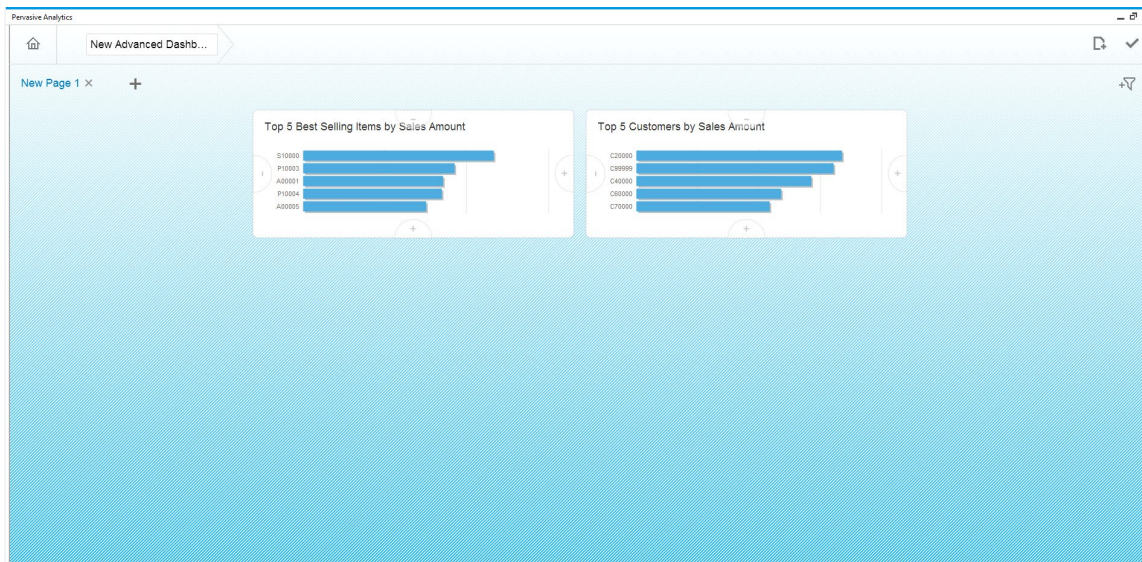 Pervasive Analytics
New Advanced Dashb...
New Page 1
Top 5 Best Selling Items by Sales Amount
S10000
P10003
A00001
P10004
A00005
Top 5 Customers by Sales Amount
C20000
C99999
C40000
C60000
C70000